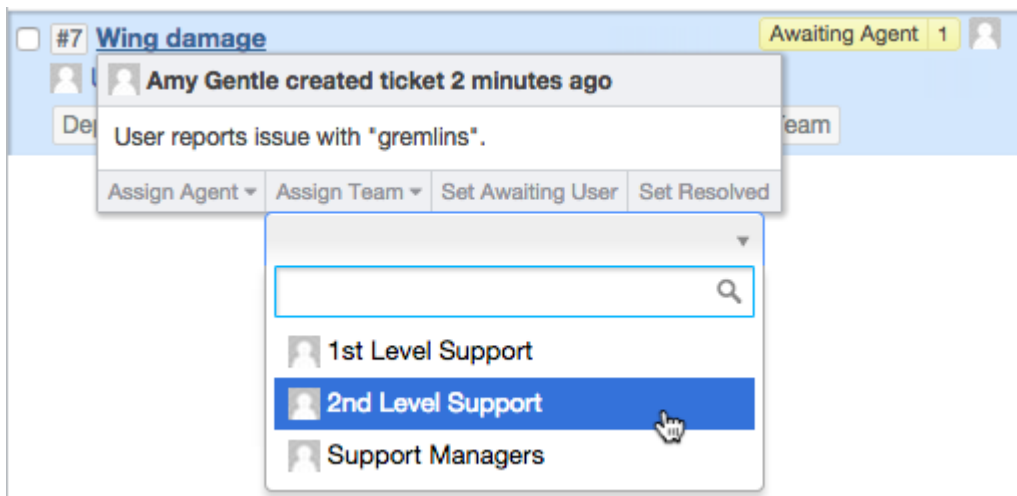 #7 Wing damage Awaiting Agent 1
Amy Gentle created ticket 2 minutes ago
User reports issue with "gremlins".
Assign Agent Assign Team Set Awaiting User Set Resolved
1st Level Support
2nd Level Support
Support Managers